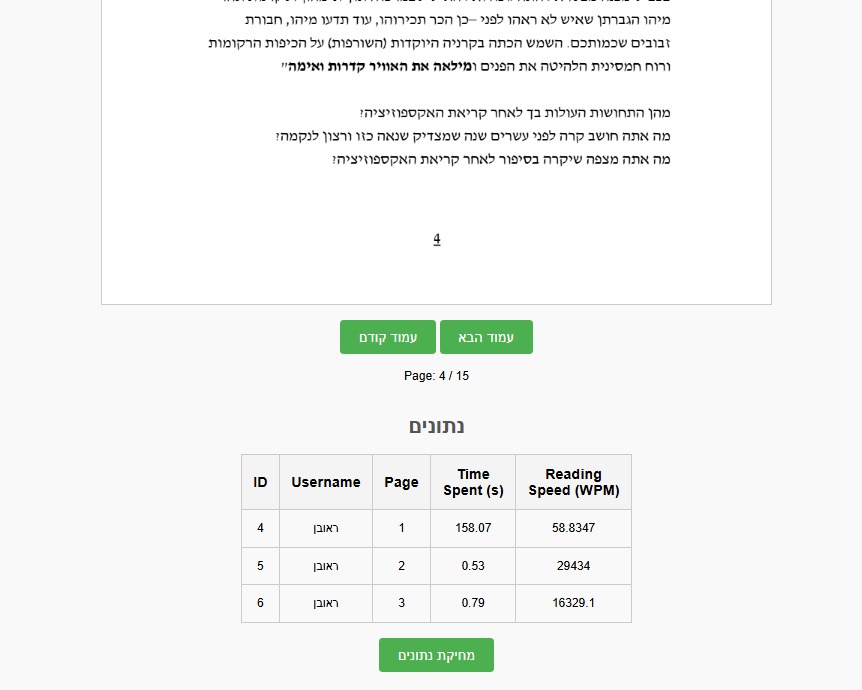 מיהו הגברתן שאיש לא ראהו לפני –כן הכר תכירוהו, עוד תדעו מיהו, חבורת
זבובים שכמותכם. השמש הכתה בקרניה היוקדות (השורפות) על הכיפות הרקומות
ורוח חמסינית הלהיטה את הפנים ומילאה את האוויר קדרות ואימה"
מהן התחושות העולות בך לאחר קריאת האקספוזיציה?
מה אתה חושב קרה לפני עשרים שנה שמצדיק שנאה כזו ורצון לנקמה?
מה אתה מצפה שיקרה בסיפור לאחר קריאת האקספוזיציה?
4
עמוד הבא עמוד קודם
Page: 4 / 15
נתונים
ID Username Page Time Spent (s) Reading Speed (WPM)
4 ראובן 1 158.07 58.8347
5 ראובן 2 0.53 29434
6 ראובן 3 0.79 16329.1
מחיקת נתונים